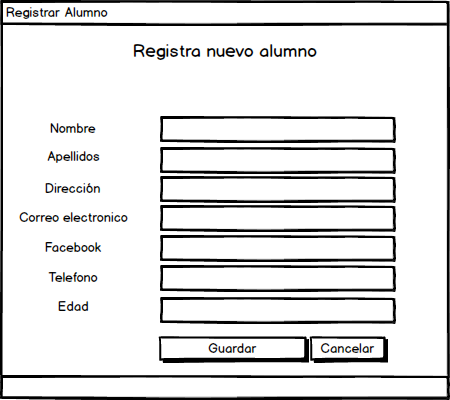 Registrar Alumno
Registra nuevo alumno
Nombre
Apellidos
Dirección
Correo electronico
Facebook
Telefono
Edad
Guardar Cancelar